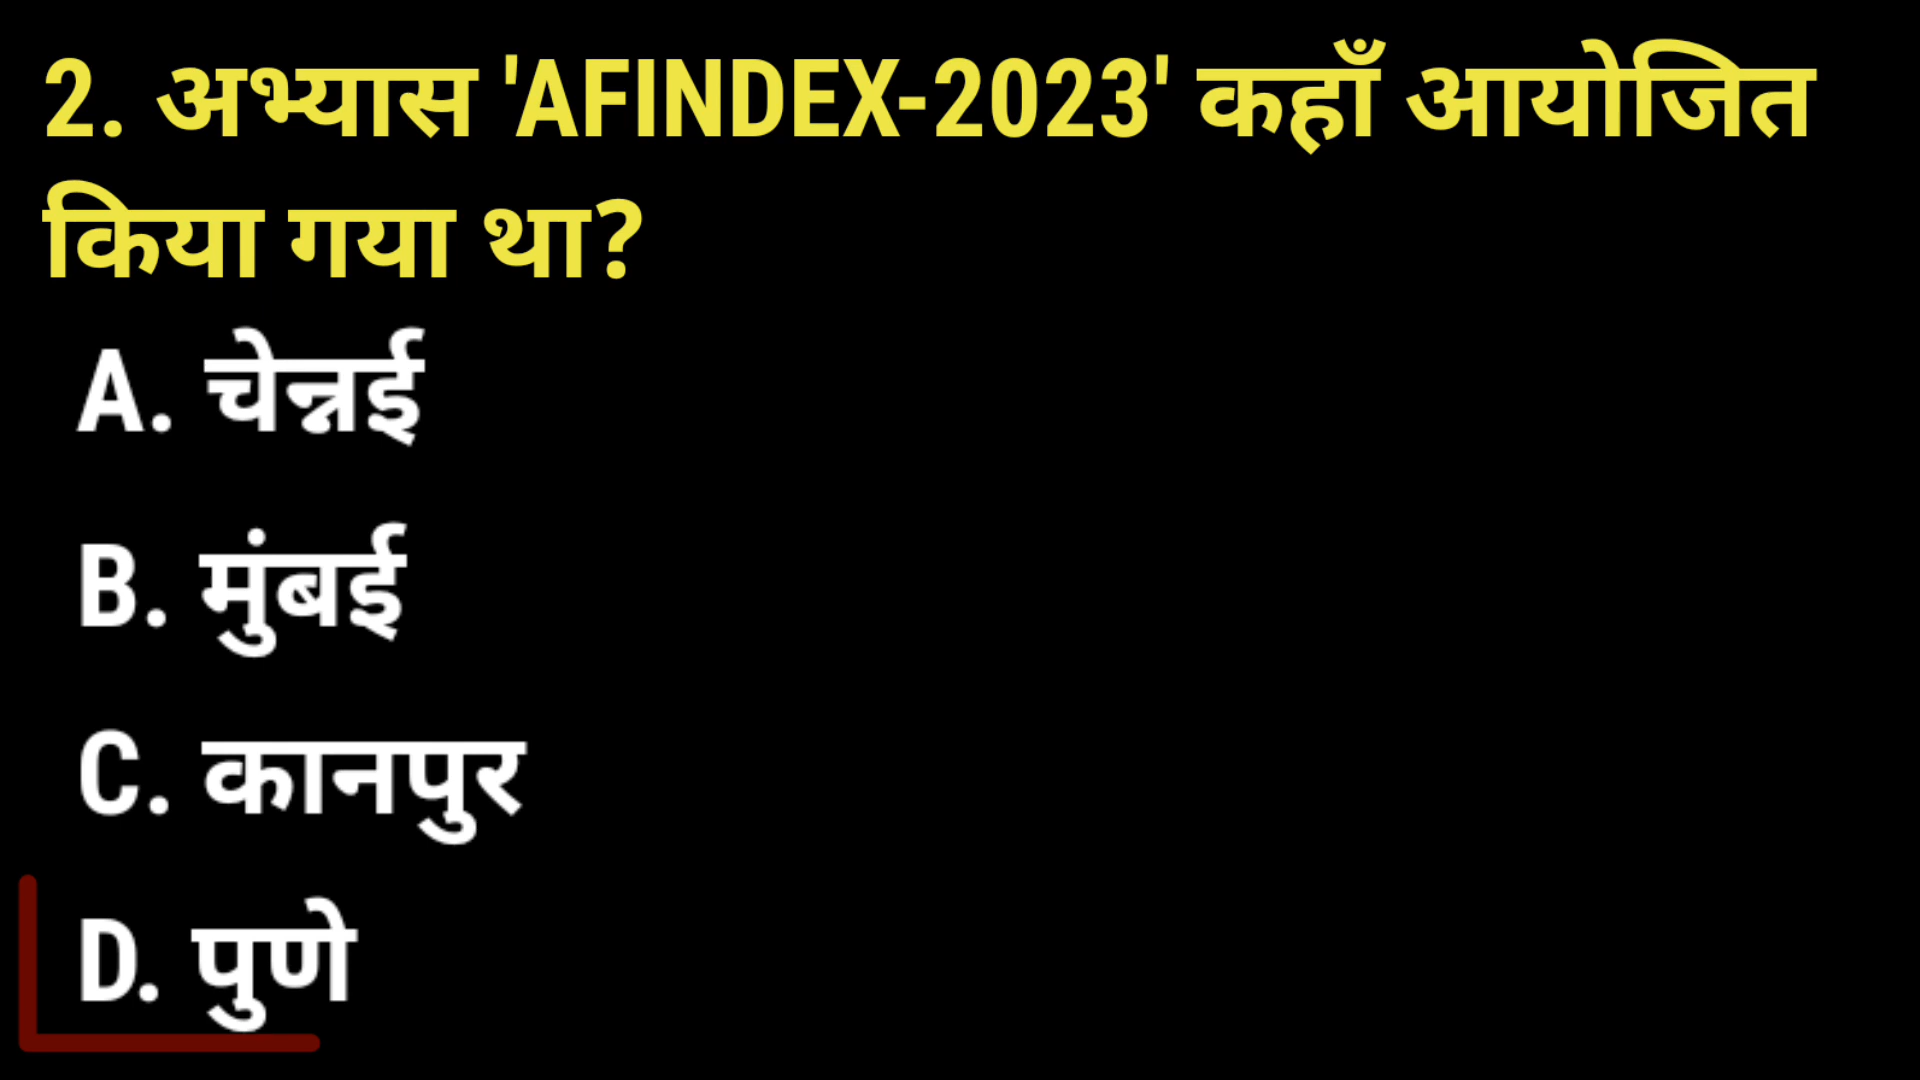 2. अभ्यास 'AFINDEX-2023' कहाँ आयोजित
किया गया था?
A. चेन्नई
B. मुंबई
C. कानपुर
D. पुणे